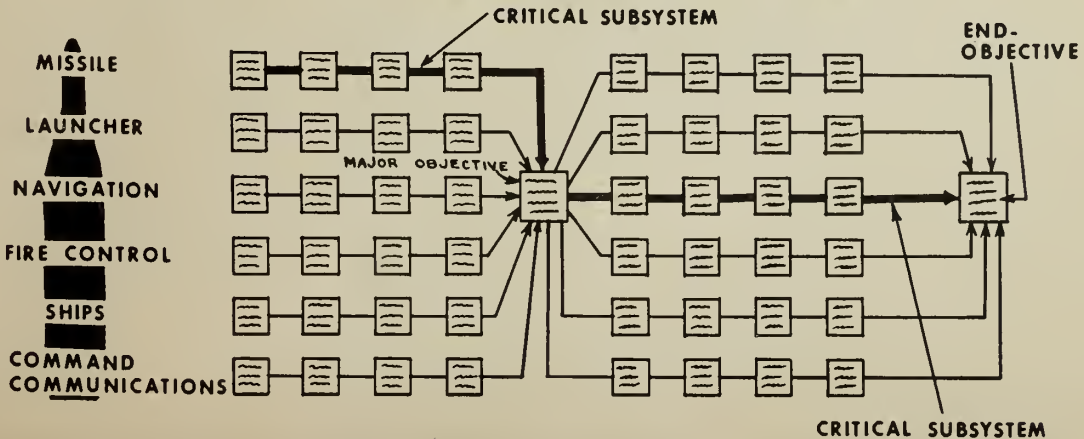 CRITICAL SUBSYSTEM
END-
OBJECTIVE
MISSILE
LAUNCHER
MAJOR OBJECTIVE
NAVIGATION
FIRE CONTROL
SHIPS
COMMAND
COMMUNICATIONS
CRITICAL SUBSYSTEM